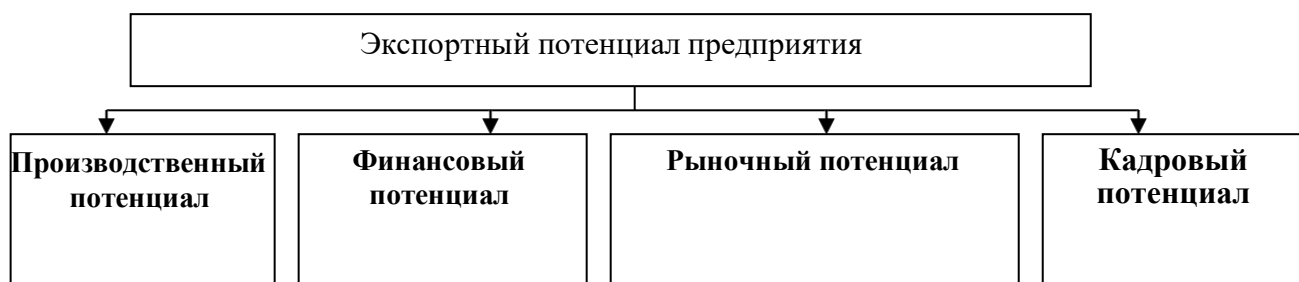 Экспортный потенциал предприятия
Производственный
потенциал
Финансовый
потенциал
Рыночный потенциал
Кадровый
потенциал